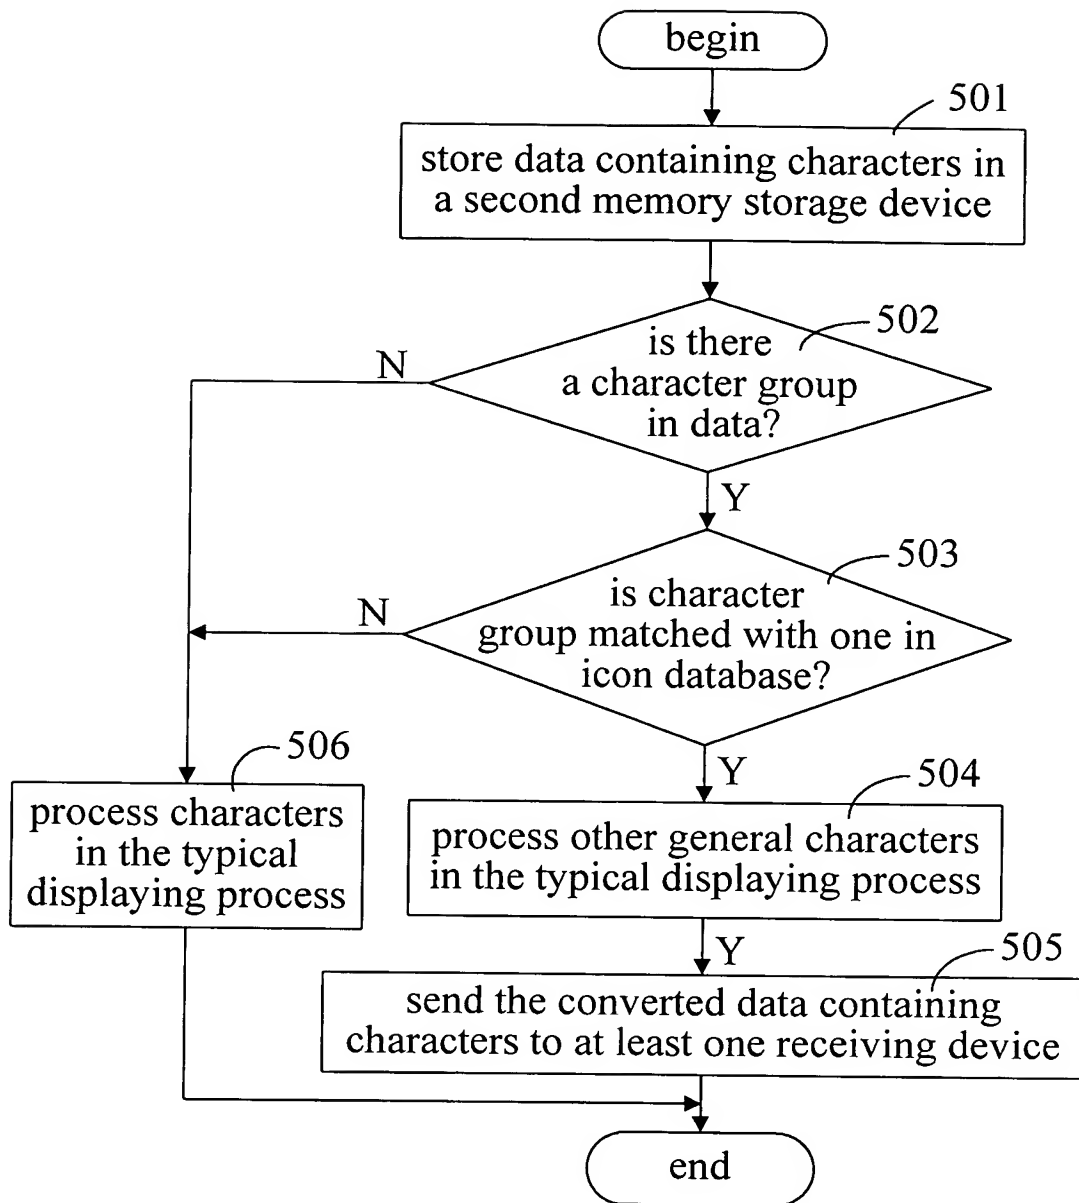 begin
501
store data containing characters in
a second memory storage device
502
is there
a character group
in data?
N
Y
503
is character
group matched with one in
icon database?
N
Y
506
process characters
in the typical
displaying process
504
process other general characters
in the typical displaying process
Y
505
send the converted data containing
characters to at least one receiving device
end